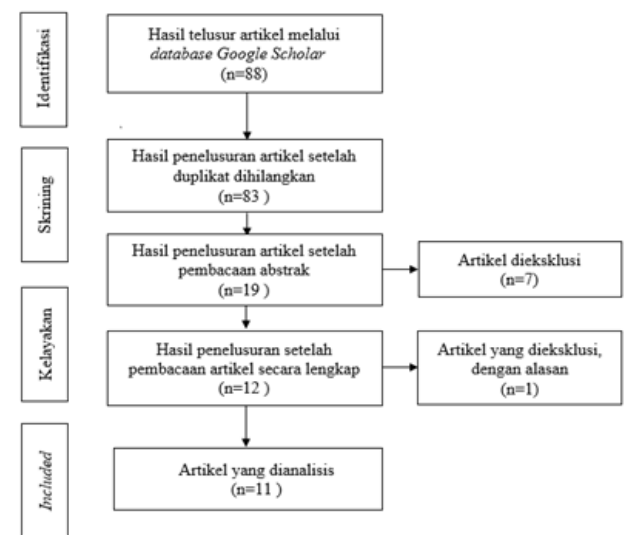 Identifikasi
Hasil telusur artikel melalui
database Google Scholar
(n=88)
Skrining
Hasil penelusuran artikel setelah
duplikat dihilangkan
(n=83 )
Hasil penelusuran artikel setelah
pembacaan abstrak
(n=19 )
Artikel dieksklusi
(n=7)
Kelayakan
Hasil penelusuran setelah
pembacaan artikel secara lengkap
(n=12 )
Artikel yang dieksklusi,
dengan alasan
(n=1)
Included
Artikel yang dianalisis
(n=11 )